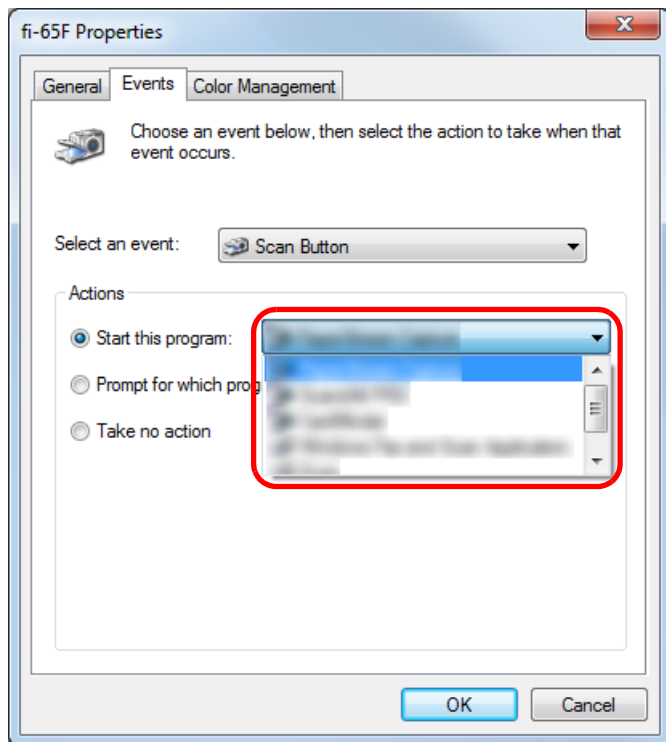 fi-65F Properties
General Events Color Management
Choose an event below, then select the action to take when that
event occurs.
Select an event: Scan Button
Actions
Start this program:
Prompt for which prog
Take no action
OK Cancel